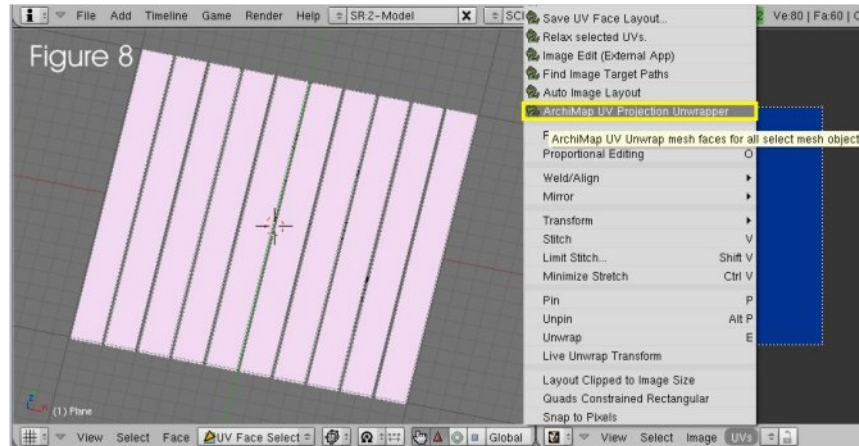 File Add Timeline Game Render Help SR:2-Model X SCI
Ve:80 | Fa:60 |
Figure 8
Save UV Face Layout...
Relax selected UVs.
Image Edit (External App)
Find Image Target Paths
Auto Image Layout
ArchiMap UV Projection Unwrapper
ArchiMap UV Unwrap mesh faces for all select mesh object
Proportional Editing O
Weld/Align
Mirror
Transform
Stitch V
Limit Stitch... Shift V
Minimize Stretch Ctrl V
Pin P
Unpin Alt P
Unwrap E
Live Unwrap Transform
Layout Clipped to Image Size
Quads Constrained Rectangular
Snap to Pixels
(1) Plane
View Select Face UV Face Select Global
View Select Image UVs